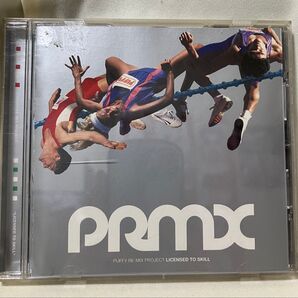 PRMX
PUFFY RE-MIX PROJECT LICENSED TO SKILL